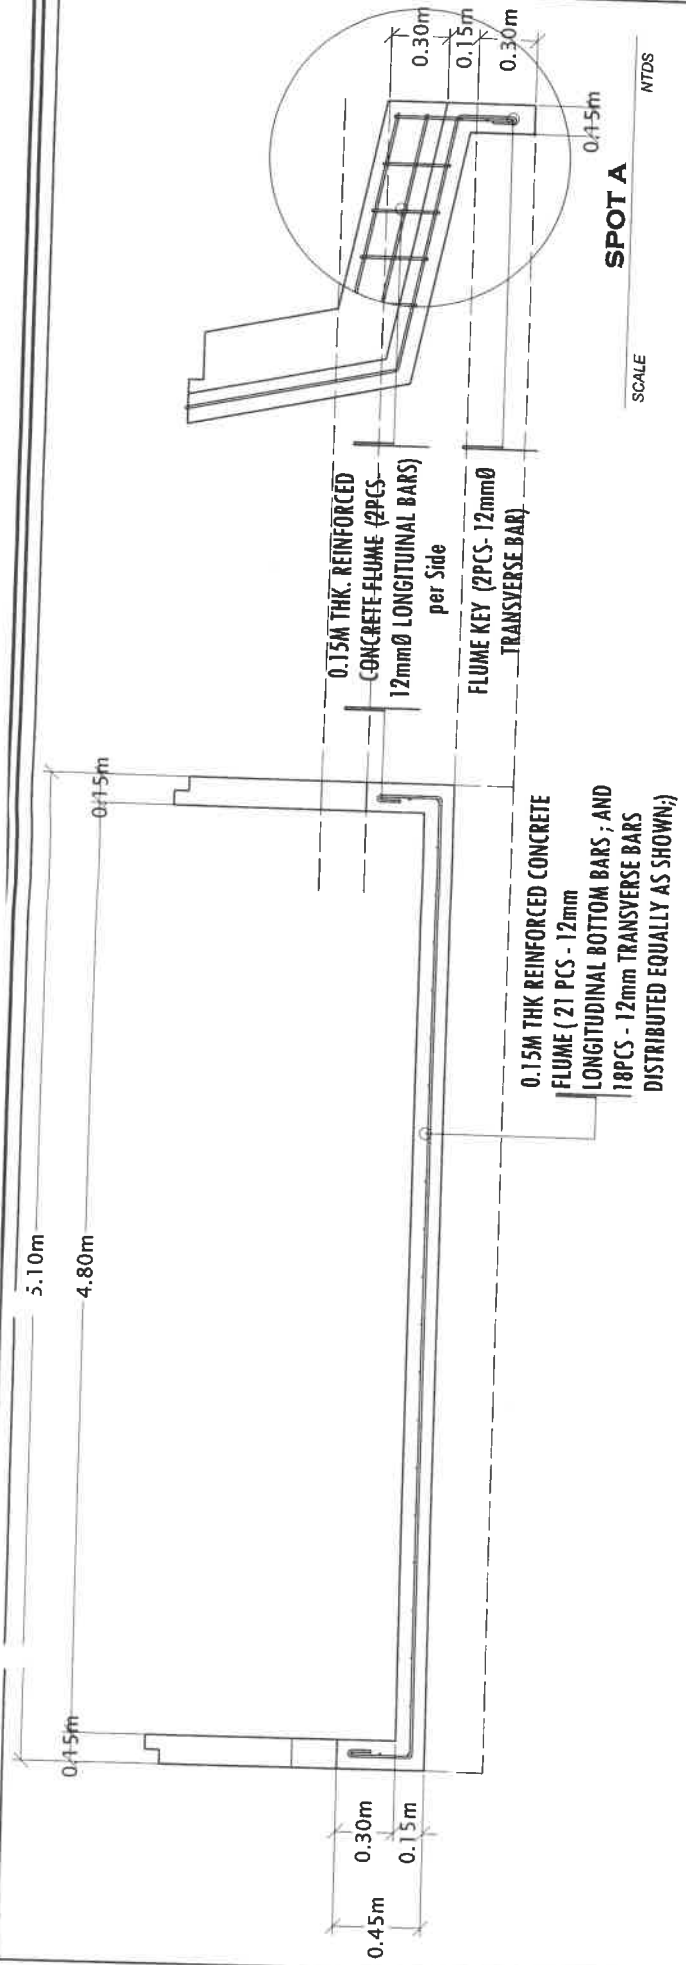 5.10m
4.80m
0.15m
0.15m
0.30m
0.15m
0.45m
0.15M THK. REINFORCED
CONCRETE FLUME (2PCS-
12mmØ LONGITUINAL BARS)
per Side
FLUME KEY (2PCS- 12mmØ
TRANSVERSE BAR)
0.15M THK REINFORCED CONCRETE
FLUME ( 21 PCS - 12mm
LONGITUDINAL BOTTOM BARS ; AND
18PCS - 12mm TRANSVERSE BARS
DISTRIBUTED EQUALLY AS SHOWN;)
0.30m
0.15m
0.30m
0.15m
SPOT A
SCALE NTDS